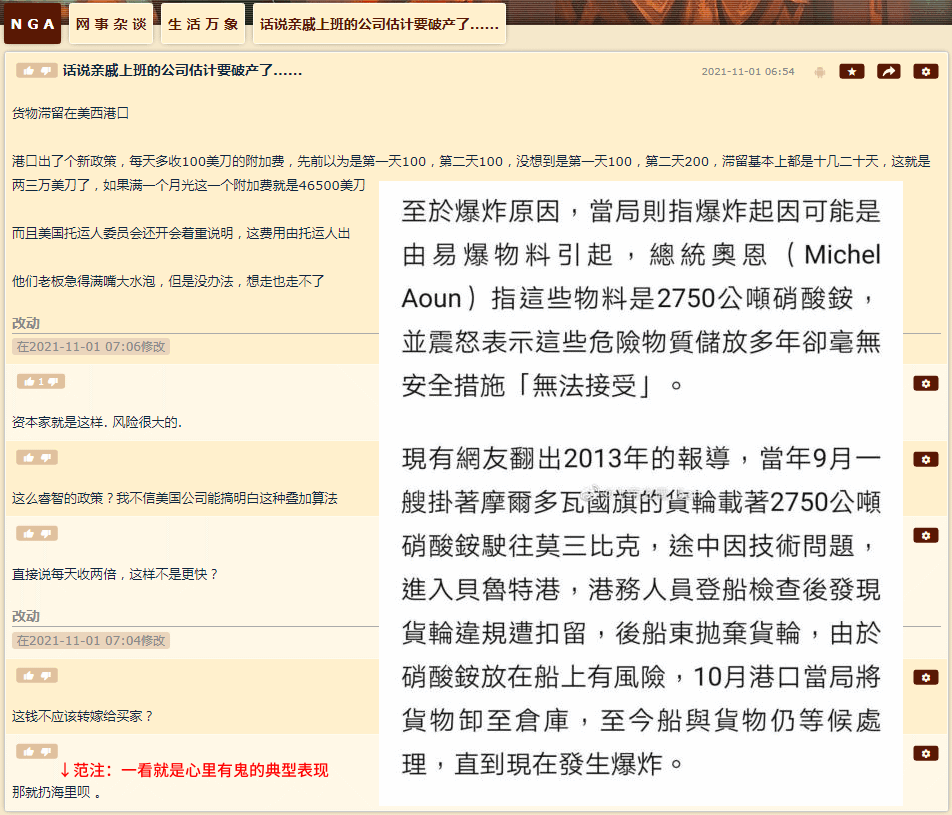 NGA
网事杂谈
生活万象
话说亲戚上班的公司估计要破产了......
话说亲戚上班的公司估计要破产了......
2021-11-01 06:54
货物滞留在美西港口
港口出了个新政策，每天多收100美刀的附加费，先前以为是第一天100，第二天100，没想到是第一天100，第二天200，滞留基本上都是十几二十天，这就是
两三万美刀了，如果满一个月光这一个附加费就是46500美刀
而且美国托运人委员会还开会着重说明，这费用由托运人出
他们老板急得满嘴大水泡，但是没办法，想走也走不了
改动
在2021-11-01 07:06修改
1
资本家就是这样. 风险很大的.
这么睿智的政策？我不信美国公司能搞明白这种叠加算法
直接说每天收两倍，这样不是更快？
改动
在2021-11-01 07:04修改
这钱不应该转嫁给买家？
↓范注：一看就是心里有鬼的典型表现
那就扔海里呗 。
至於爆炸原因，當局則指爆炸起因可能是
由易爆物料引起，總統奧恩（Michel
Aoun）指這些物料是2750公噸硝酸銨，
並震怒表示這些危險物質儲放多年卻毫無
安全措施「無法接受」。
現有網友翻出2013年的報導，當年9月一
艘掛著摩爾多瓦國旗的貨輪載著2750公噸
硝酸銨駛往莫三比克，途中因技術問題，
進入貝魯特港，港務人員登船檢查後發現
貨輪違規遭扣留，後船東拋棄貨輪，由於
硝酸銨放在船上有風險，10月港口當局將
貨物卸至倉庫，至今船與貨物仍等候處
理，直到現在發生爆炸。